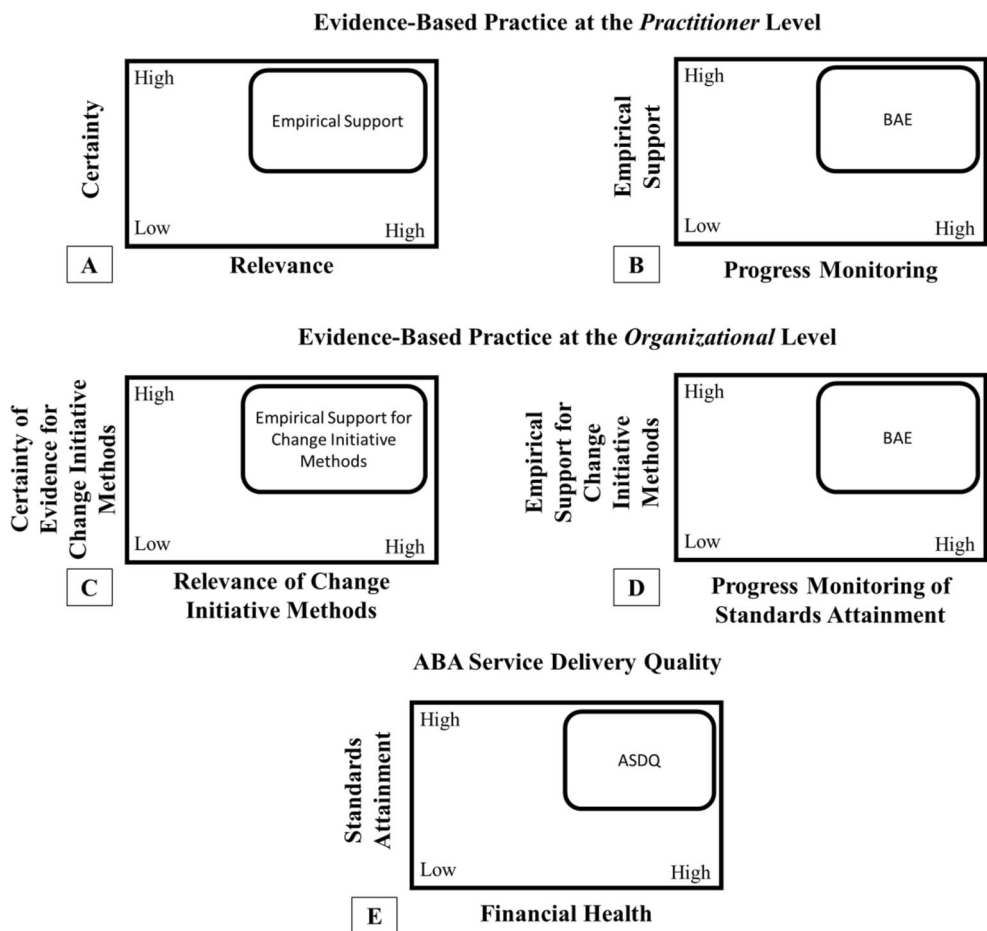 Evidence-Based Practice at the Practitioner Level
Certainty
High
Empirical Support
Low
High
A
Relevance
Empirical
Support
High
BAE
Low
High
B
Progress Monitoring
Evidence-Based Practice at the Organizational Level
Certainty of
Evidence for
Change Initiative
Methods
High
Empirical Support for
Change Initiative
Methods
Low
High
C
Relevance of Change
Initiative Methods
Empirical
Support for
Change
Initiative
Methods
High
BAE
Low
High
D
Progress Monitoring of
Standards Attainment
ABA Service Delivery Quality
Standards
Attainment
High
ASDQ
Low
High
E
Financial Health